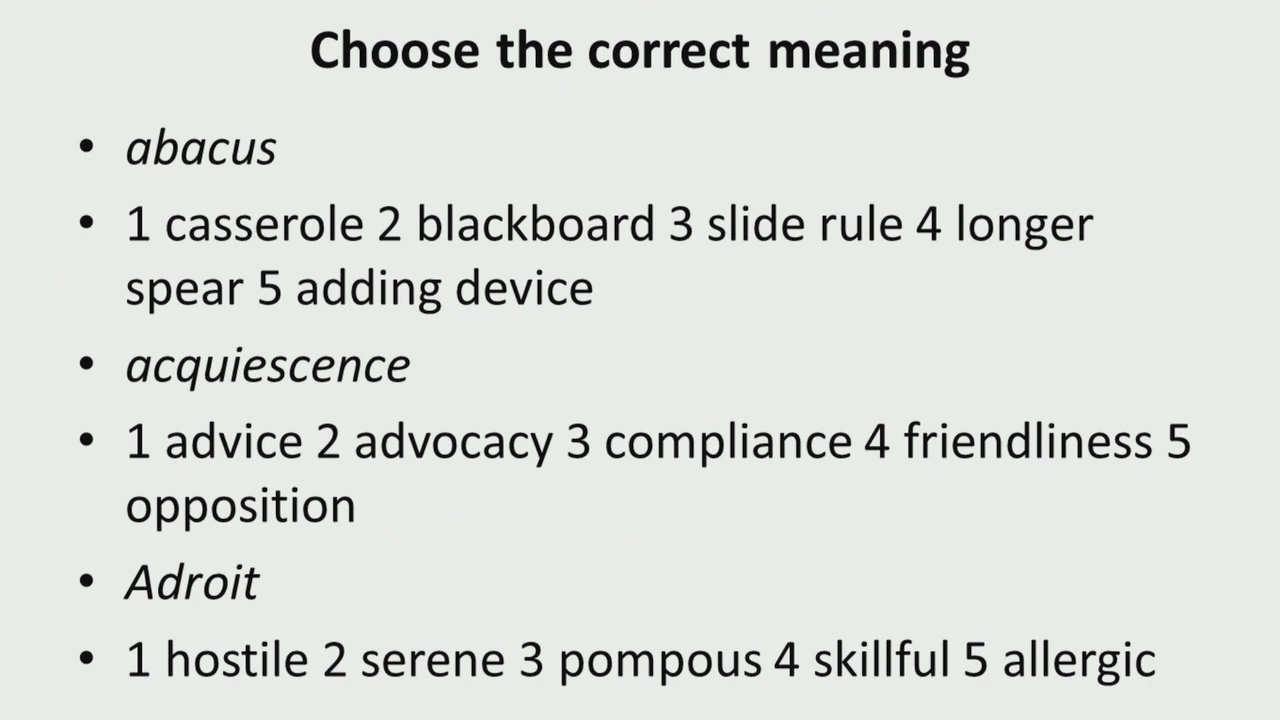 Choose the correct meaning
• abacus
• 1 casserole 2 blackboard 3 slide rule 4 longer
spear 5 adding device
• acquiescence
• 1 advice 2 advocacy 3 compliance 4 friendliness 5
opposition
• Adroit
• 1 hostile 2 serene 3 pompous 4 skillful 5 allergic